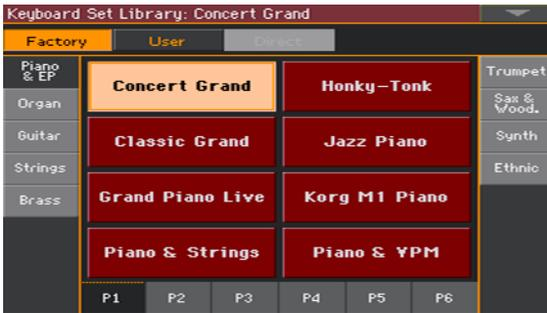 Keyboard Set Library: Concert Grand
Factory User Direct
Piano & EP
Organ
Guitar
Strings
Brass
Concert Grand Honky-Tonk
Classic Grand Jazz Piano
Grand Piano Live Korg M1 Piano
Piano & Strings Piano & YPM
Trumpet
Sax & Wood.
Synth
Ethnic
P1 P2 P3 P4 P5 P6